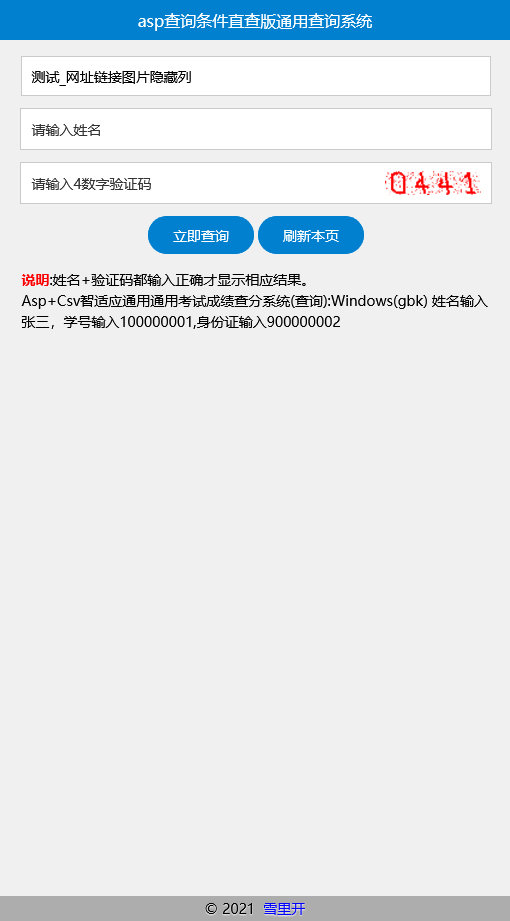 asp查询条件直查版通用查询系统
测试_网址链接图片隐藏列
请输入姓名
请输入4数字验证码 0441
立即查询 刷新本页
说明:姓名+验证码都输入正确才显示相应结果。
Asp+Csv智适应通用通用考试成绩查分系统(查询):Windows(gbk) 姓名输入
张三，学号输入100000001,身份证输入900000002
© 2021 雪里开